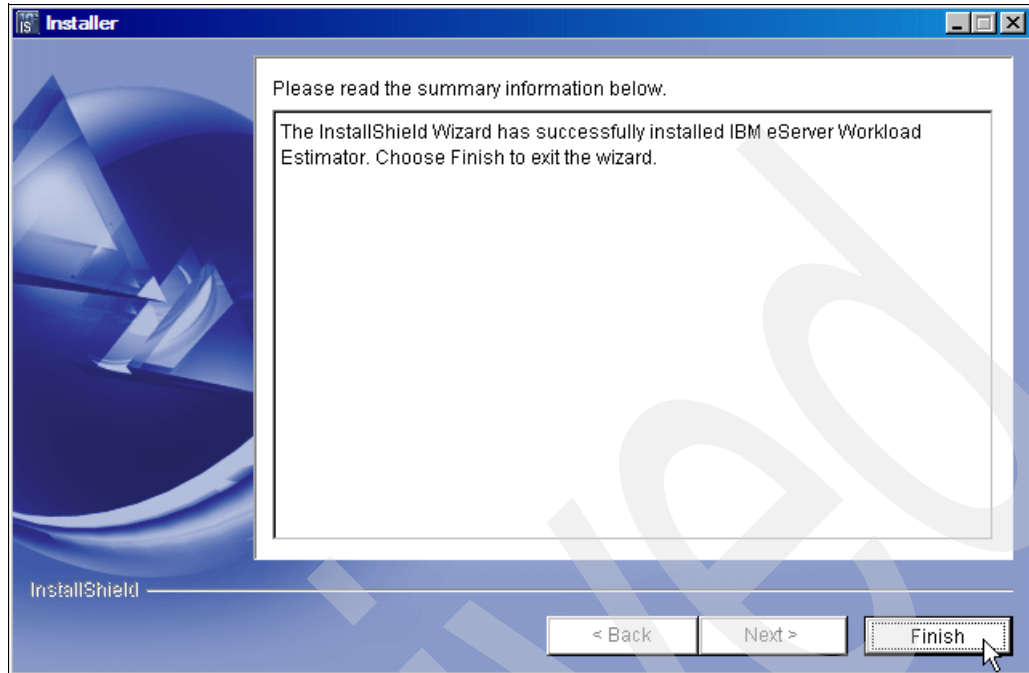 Installer
Please read the summary information below.
The InstallShield Wizard has successfully installed IBM eServer Workload
Estimator. Choose Finish to exit the wizard.
InstallShield
< Back
Next >
Finish